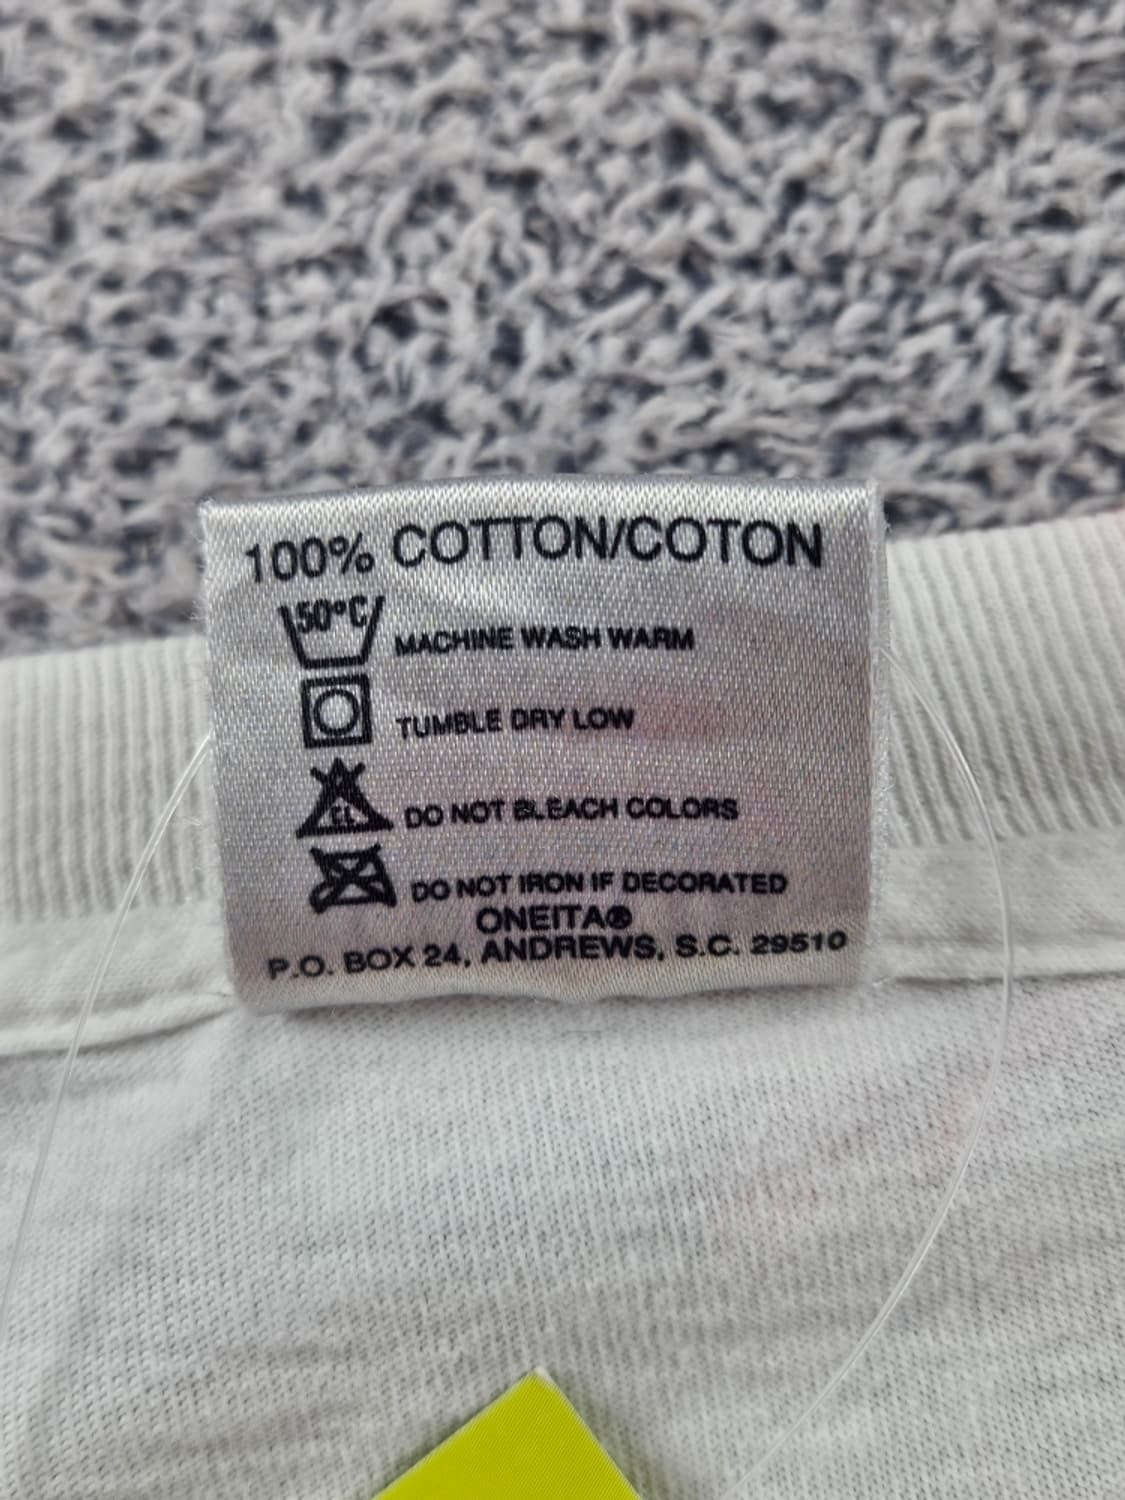 100% COTTON/COTON
50°C MACHINE WASH WARM
TUMBLE DRY LOW
CL DO NOT BLEACH COLORS
DO NOT IRON IF DECORATED
ONEITA®
P.O. BOX 24, ANDREWS, S.C. 29510